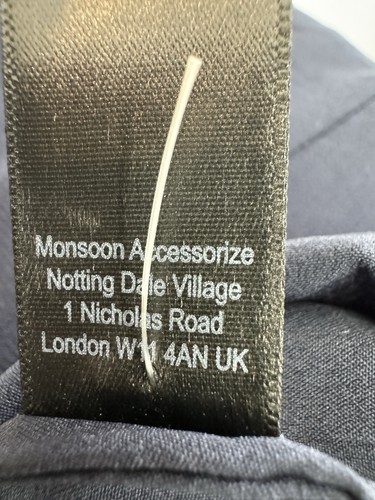 Monsoon Accessorize
Notting Dale Village
1 Nicholas Road
London W11 4AN UK